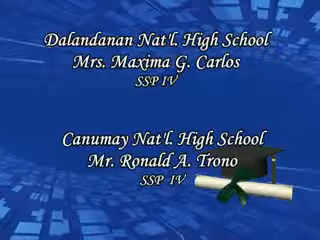 Dalandanan Nat'l. High School
Mrs. Maxima G. Carlos
SSP IV
Canumay Nat'l. High School
Mr. Ronald A. Trono
SSP IV